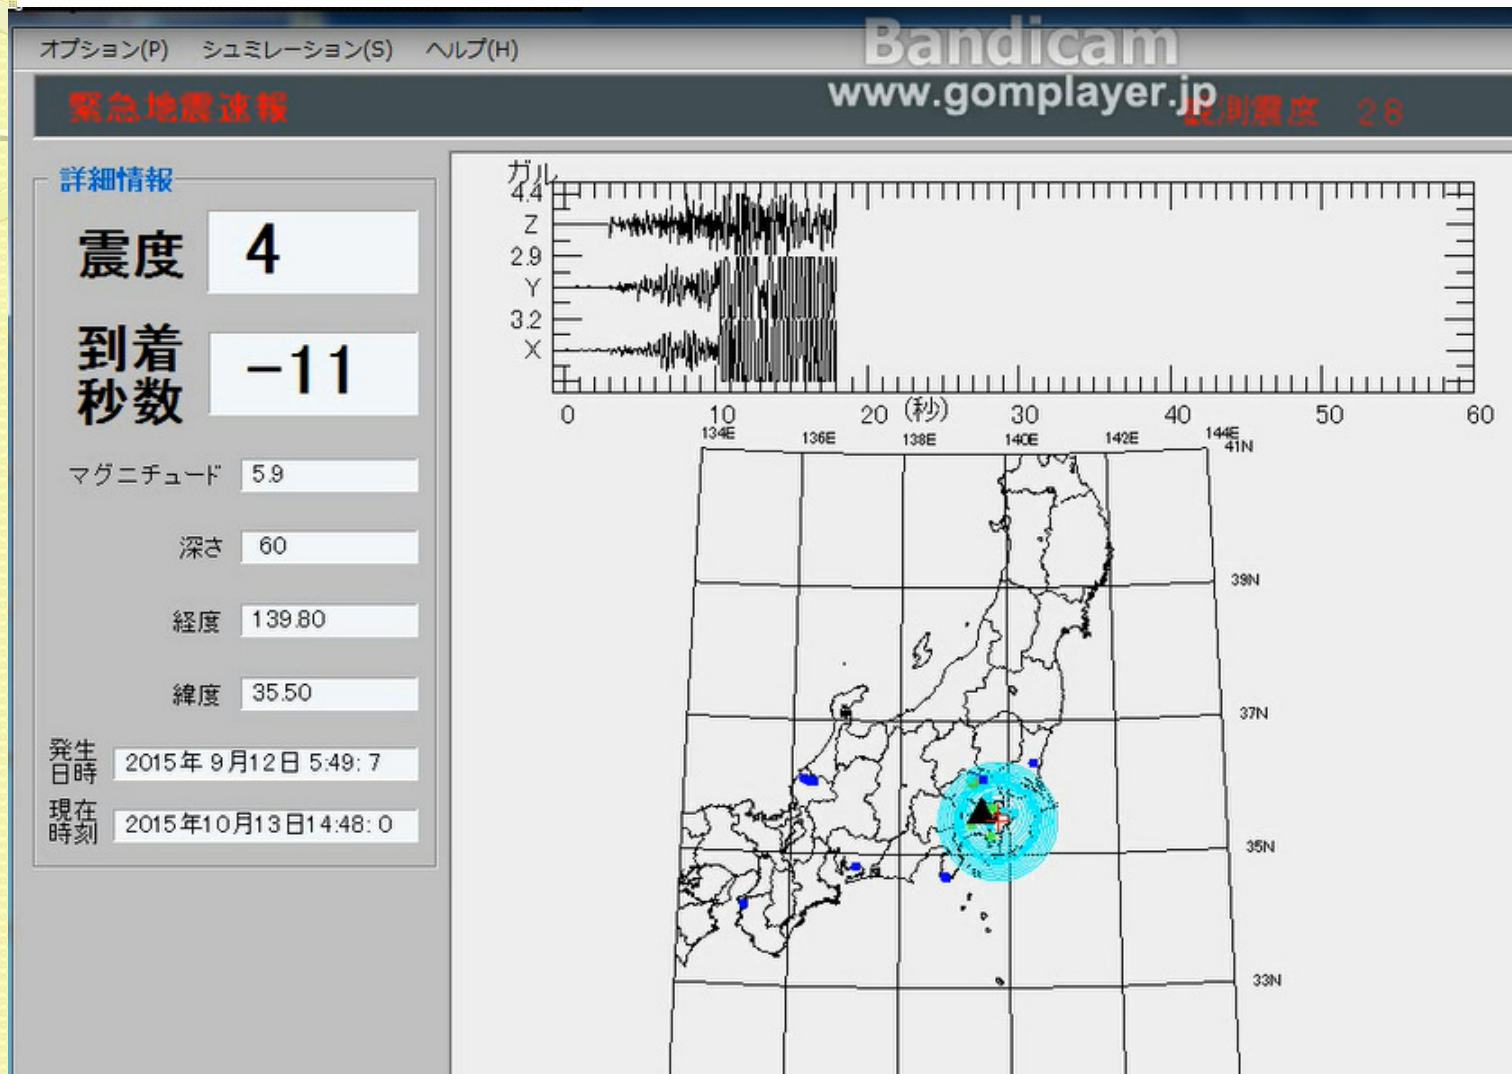 オプション(P) シュミレーション(S) ヘルプ(H)
Bandicam
www.gomplayer.jp
緊急地震速報 観測震度 2.8
詳細情報
震度 4
到着秒数 -11
マグニチュード 5.9
深さ 60
経度 139.80
緯度 35.50
発生日時 2015年 9月12日 5:49: 7
現在時刻 2015年10月13日14:48: 0
ガル
4.4
Z
2.9
Y
3.2
X
0 10 20 (秒) 30 40 50 60
134E 136E 138E 140E 142E 144E
41N
39N
37N
35N
33N